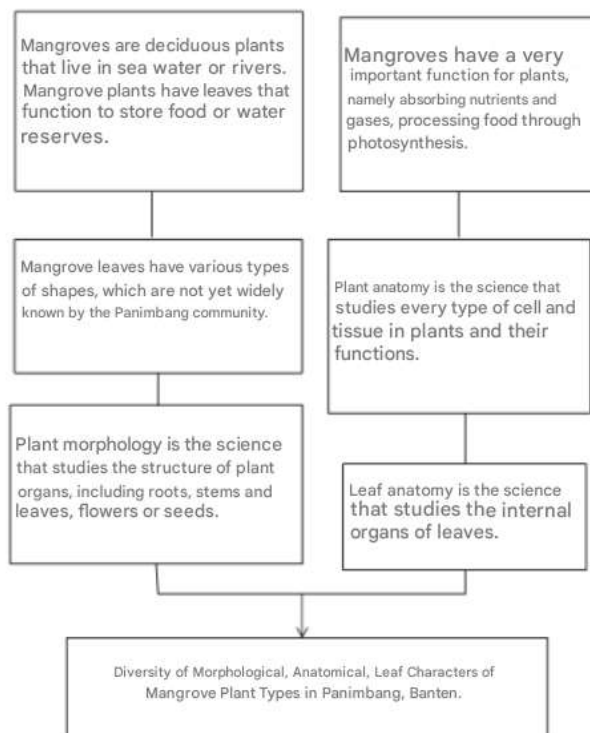 Mangroves are deciduous plants
that live in sea water or rivers.
Mangrove plants have leaves that
function to store food or water
reserves.
Mangrove leaves have various types
of shapes, which are not yet widely
known by the Panimbang community.
Plant morphology is the science
that studies the structure of plant
organs, including roots, stems and
leaves, flowers or seeds.
Mangroves have a very
important function for plants,
namely absorbing nutrients and
gases, processing food through
photosynthesis.
Plant anatomy is the science that
studies every type of cell and
tissue in plants and their
functions.
Leaf anatomy is the science
that studies the internal
organs of leaves.
Diversity of Morphological, Anatomical, Leaf Characters of
Mangrove Plant Types in Panimbang, Banten.